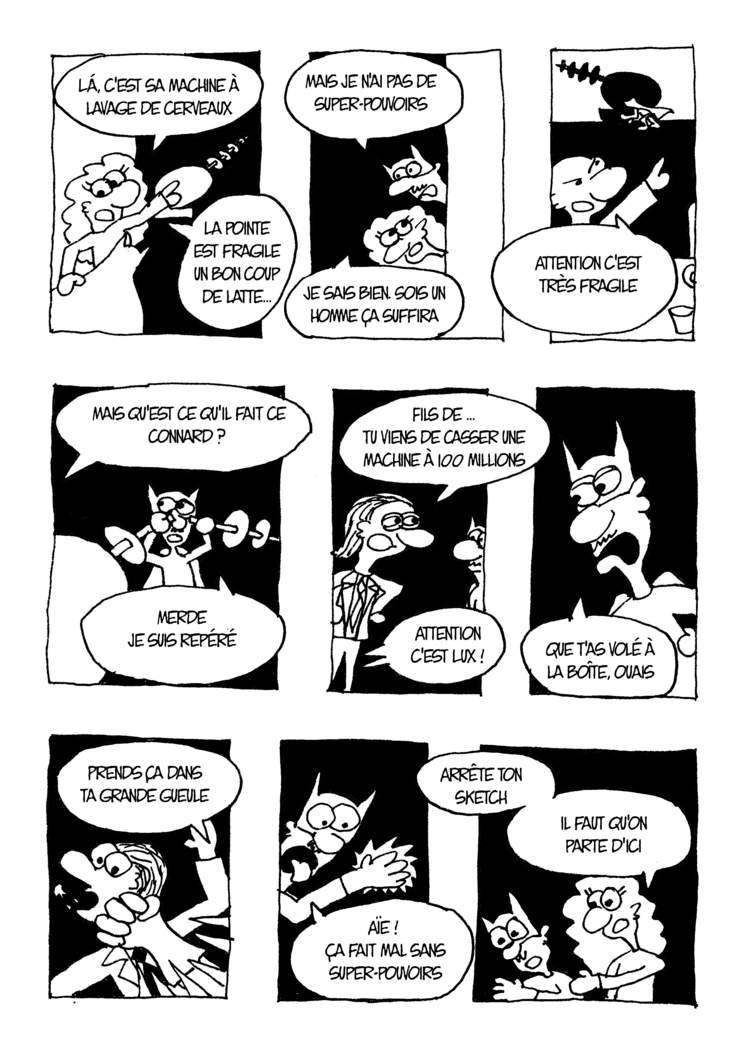 LÁ, C'EST SA MACHINE À
LAVAGE DE CERVEAUX
LA POINTE
EST FRAGILE
UN BON COUP
DE LATTE...
MAIS JE N'AI PAS DE
SUPER-POUVOIRS
JE SAIS BIEN. SOIS UN
HOMME ÇA SUFFIRA
ATTENTION C'EST
TRÈS FRAGILE
MAIS QU'EST CE QU'IL FAIT CE
CONNARD ?
MERDE
JE SUIS REPÉRÉ
FILS DE ...
TU VIENS DE CASSER UNE
MACHINE À 100 MILLIONS
ATTENTION
C'EST LUX !
QUE T'AS VOLÉ À
LA BOÎTE, OUAIS
PRENDS ÇA DANS
TA GRANDE GUEULE
AÏE !
ÇA FAIT MAL SANS
SUPER-POUVOIRS
ARRÊTE TON
SKETCH
IL FAUT QU'ON
PARTE D'ICI